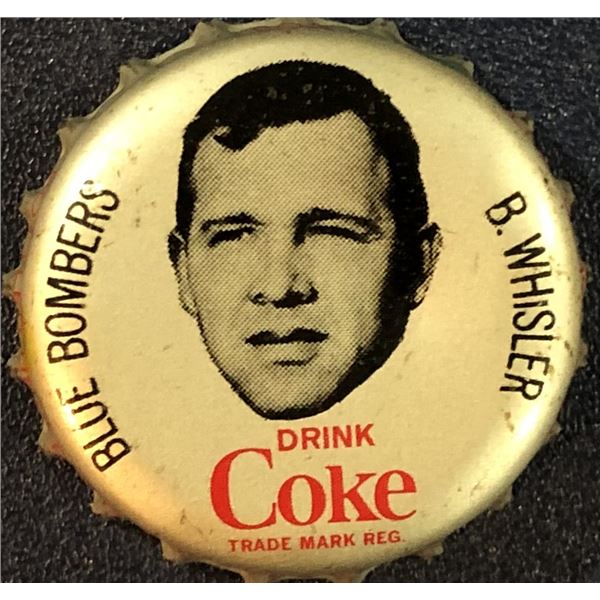 BLUE BOMBERS
B. WHISLER
DRINK
Coke
TRADE MARK REG.